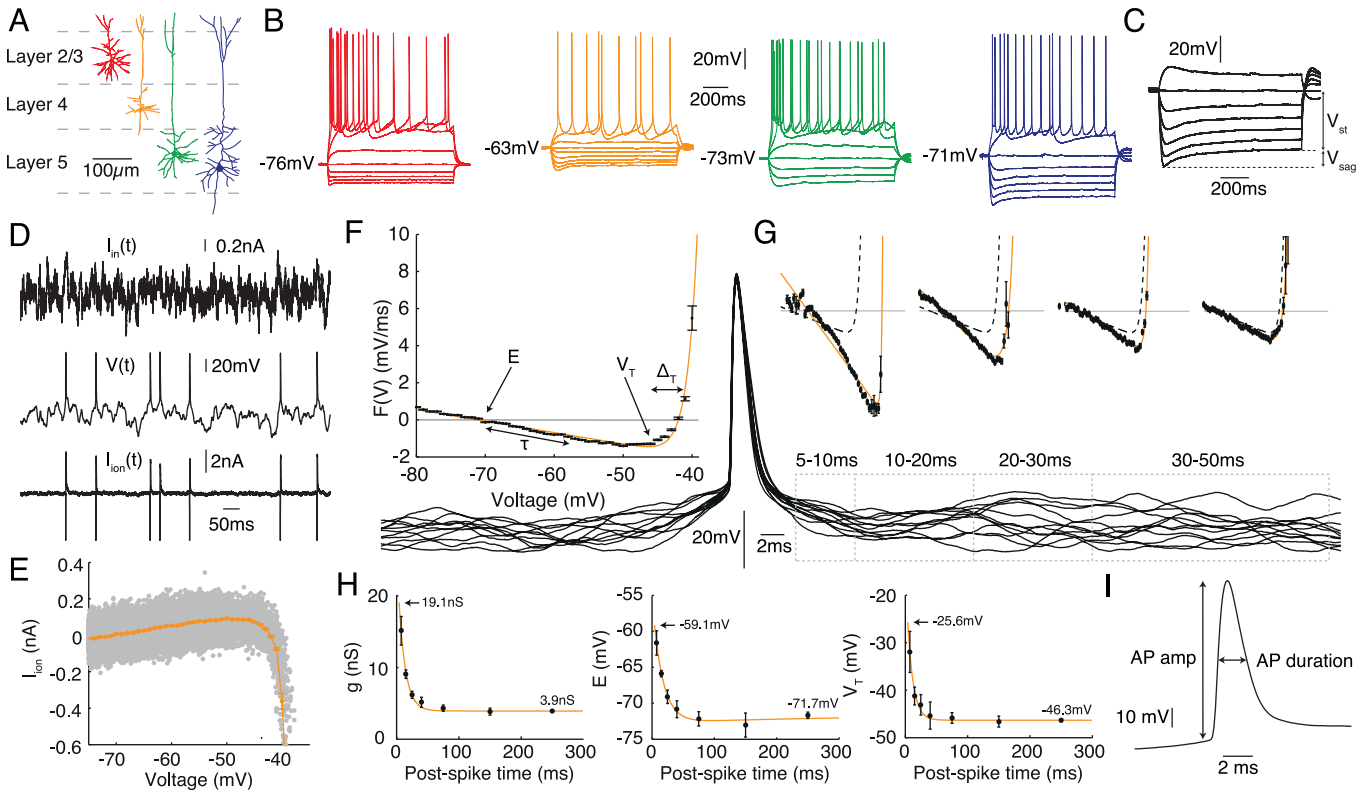 A
Layer 2/3
Layer 4
Layer 5
100μm
B
-76mV
-63mV
20mV
200ms
-73mV
-71mV
C
20mV
V_st
V_sag
200ms
D
I_in(t)
0.2nA
V(t)
20mV
I_ion(t)
2nA
50ms
E
I_ion (nA)
0.4
0.2
0
-0.2
-0.4
-0.6
-70
-60
-50
-40
Voltage (mV)
F
F(V) (mV/ms)
10
8
6
4
2
0
-2
E
V_T
Δ_T
τ
-80
-70
-60
-50
-40
Voltage (mV)
20mV
2ms
G
5-10ms
10-20ms
20-30ms
30-50ms
H
g (nS)
20
10
0
19.1nS
3.9nS
0
100
200
300
Post-spike time (ms)
E (mV)
-55
-60
-65
-70
-75
-59.1mV
-71.7mV
0
100
200
300
Post-spike time (ms)
V_T (mV)
-20
-30
-40
-50
-25.6mV
-46.3mV
0
100
200
300
Post-spike time (ms)
I
AP amp
AP duration
10 mV
2 ms